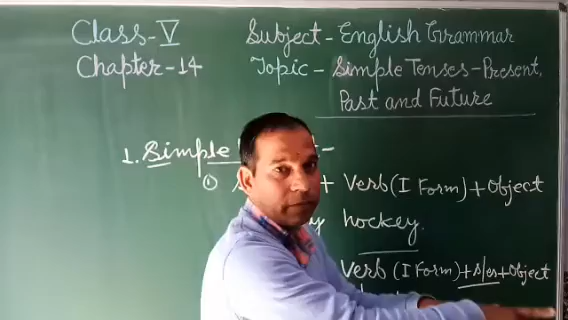 Class-V
Subject-English Grammar
Chapter-14
Topic-Simple Tenses-Present,
Past and Future
1. Simple
① + Verb (I Form)+Object
hockey.
Verb (I Form)+s/es+Object